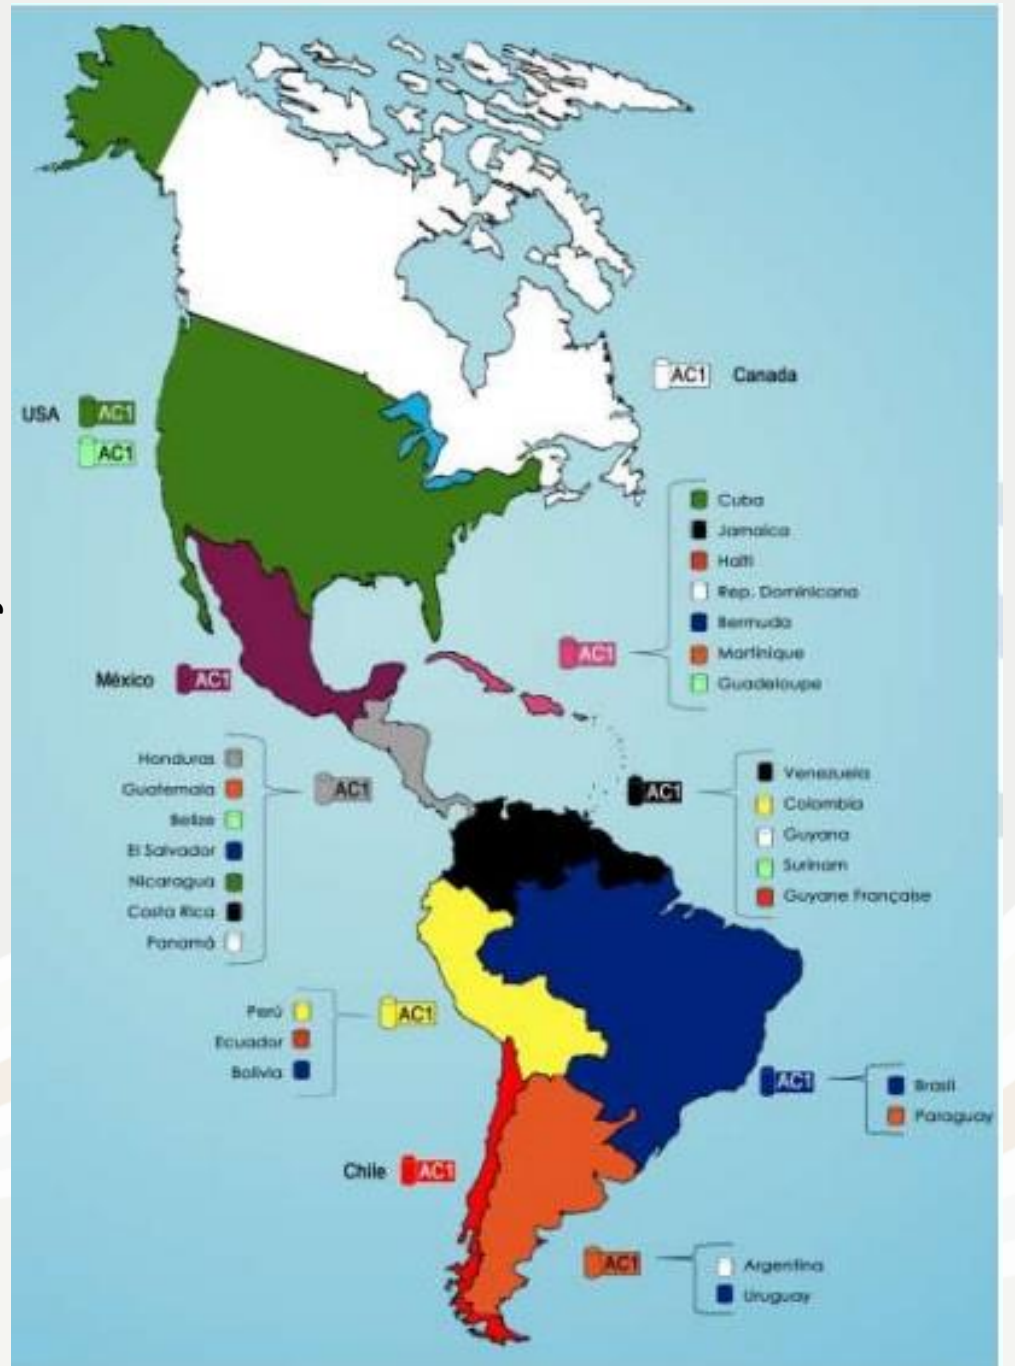 AC1 Canada
USA AC1
AC1
Cuba
Jamaica
Haití
Rep. Dominicana
Bermuda
Martinique
Guadeloupe
AC1
México AC1
Honduras
Guatemala
Belize
El Salvador
Nicaragua
Costa Rica
Panamá
AC1
AC1
Venezuela
Colombia
Guyana
Surinam
Guyane Française
Perú
Ecuador
Bolivia
AC1
AC1
Brasil
Paraguay
Chile AC1
AC1
Argentina
Uruguay